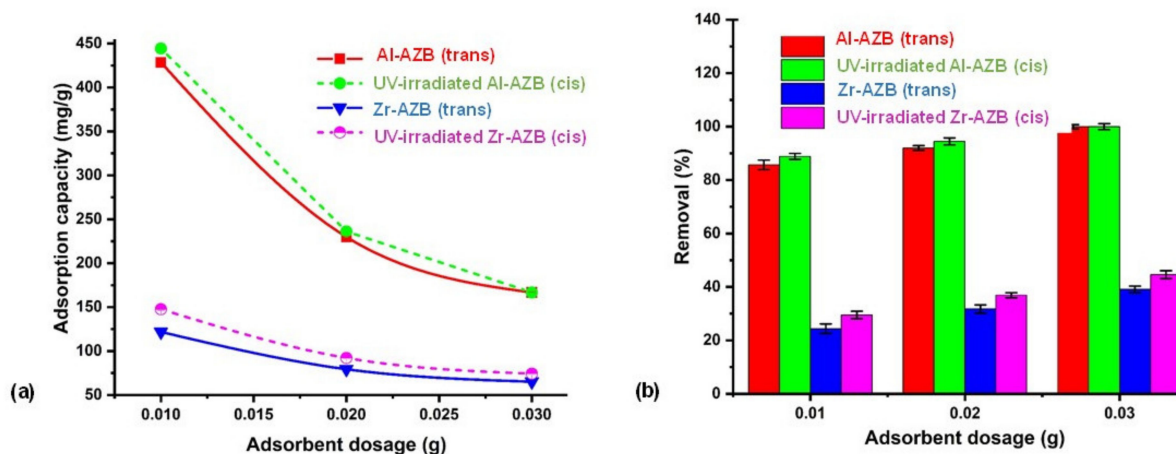 450
400
350
300
250
200
150
100
50
Adsorption capacity (mg/g)
Al-AZB (trans)
UV-irradiated Al-AZB (cis)
Zr-AZB (trans)
UV-irradiated Zr-AZB (cis)
0.010 0.015 0.020 0.025 0.030
Adsorbent dosage (g)
(a)
140
120
100
80
60
40
20
0
Removal (%)
Al-AZB (trans)
UV-irradiated Al-AZB (cis)
Zr-AZB (trans)
UV-irradiated Zr-AZB (cis)
0.01 0.02 0.03
Adsorbent dosage (g)
(b)